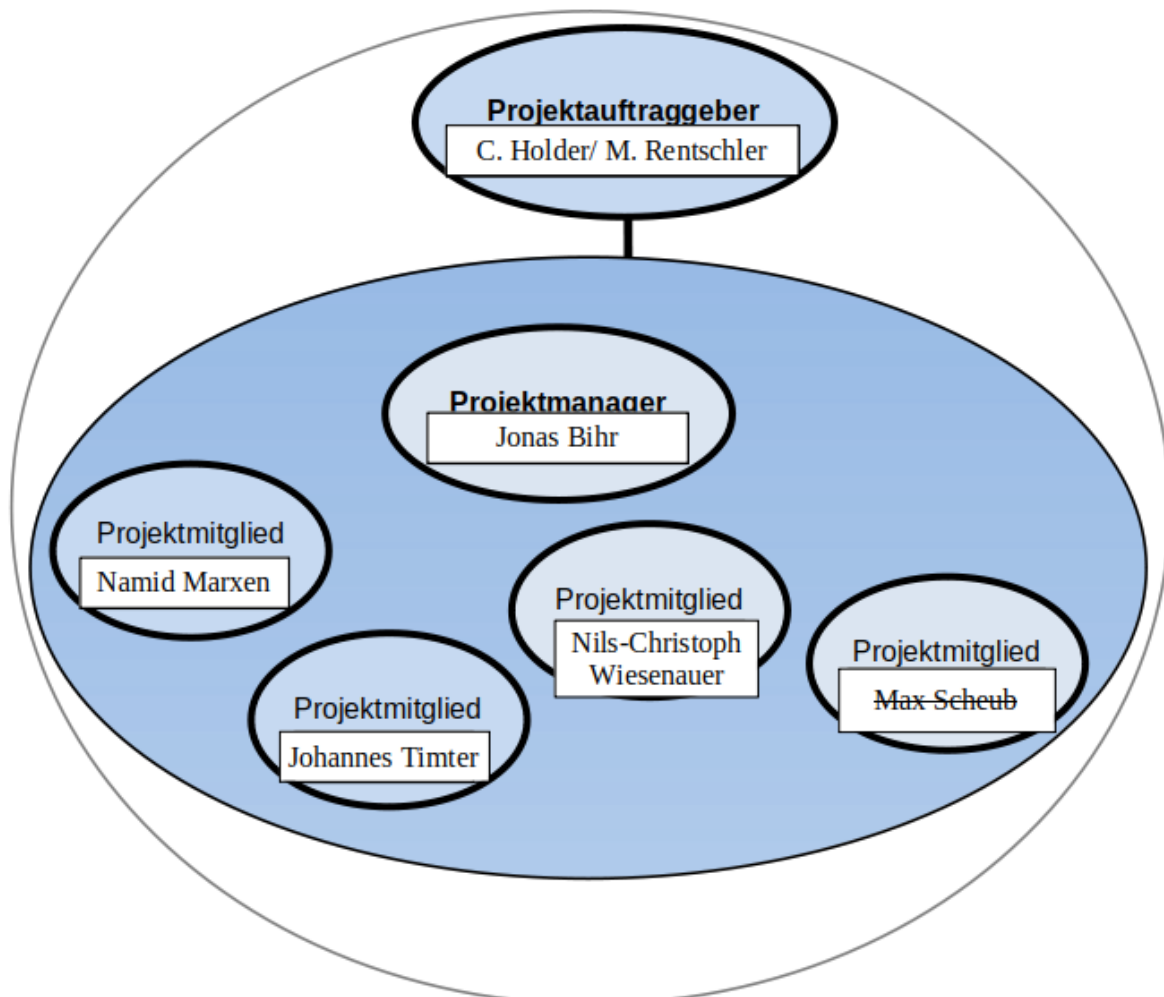 Projektauftraggeber
C. Holder/ M. Rentschler
Projektmanager
Jonas Bihr
Projektmitglied
Namid Marxen
Projektmitglied
Nils-Christoph
Wiesenauer
Projektmitglied
Max Scheub
Projektmitglied
Johannes Timter